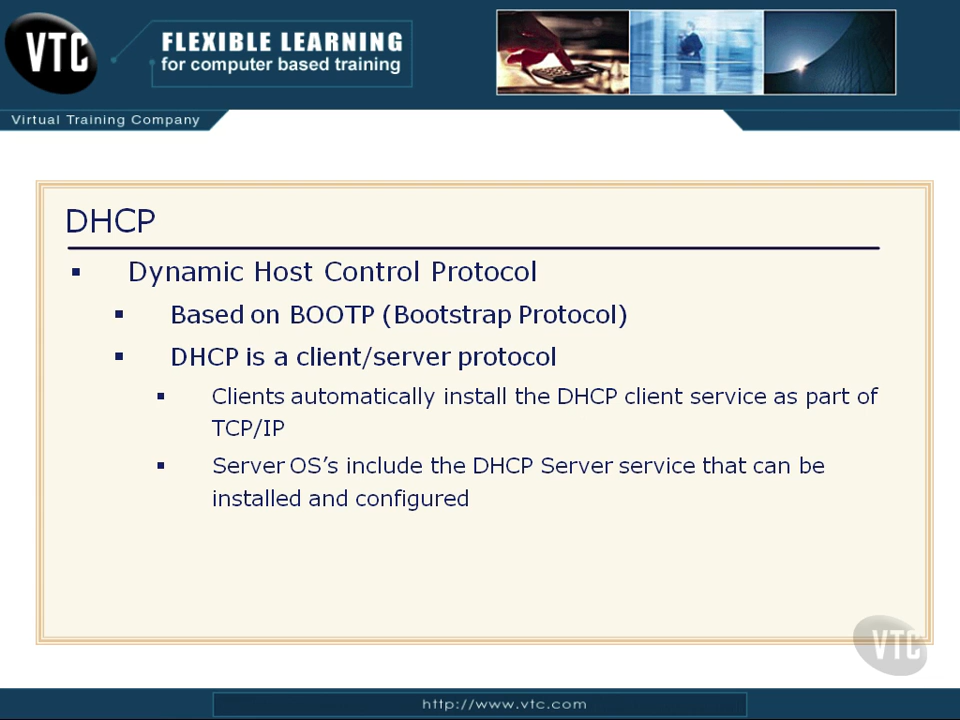 VTC
FLEXIBLE LEARNING
for computer based training
Virtual Training Company
DHCP
▪ Dynamic Host Control Protocol
▪ Based on BOOTP (Bootstrap Protocol)
▪ DHCP is a client/server protocol
▪ Clients automatically install the DHCP client service as part of
TCP/IP
▪ Server OS’s include the DHCP Server service that can be
installed and configured
VTC
http://www.vtc.com